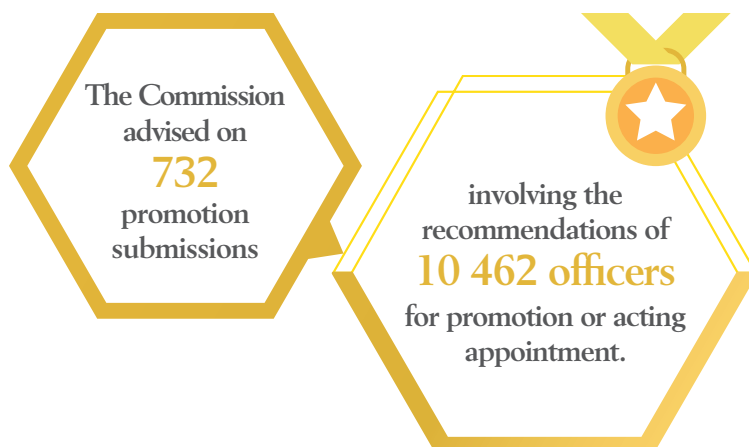 The Commission
advised on
732
promotion
submissions
involving the
recommendations of
10 462 officers
for promotion or acting
appointment.